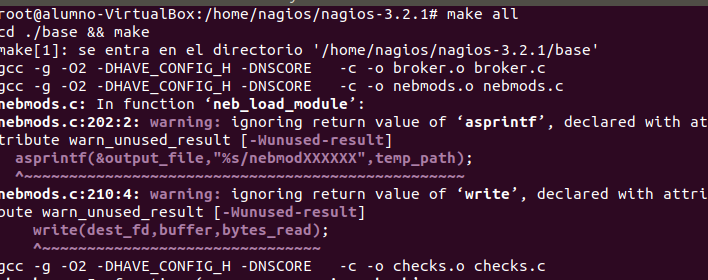 root@alumno-VirtualBox:/home/nagios/nagios-3.2.1# make all
cd ./base && make
make[1]: se entra en el directorio '/home/nagios/nagios-3.2.1/base'
gcc -g -O2 -DHAVE_CONFIG_H -DNSCORE   -c -o broker.o broker.c
gcc -g -O2 -DHAVE_CONFIG_H -DNSCORE   -c -o nebmods.o nebmods.c
nebmods.c: In function ‘neb_load_module’:
nebmods.c:202:2: warning: ignoring return value of ‘asprintf’, declared with at
tribute warn_unused_result [-Wunused-result]
  asprintf(&output_file,"%s/nebmodXXXXXX",temp_path);
  ^~~~~~~~~~~~~~~~~~~~~~~~~~~~~~~~~~~~~~~~~~~~~~~~~~
nebmods.c:210:4: warning: ignoring return value of ‘write’, declared with attri
bute warn_unused_result [-Wunused-result]
    write(dest_fd,buffer,bytes_read);
    ^~~~~~~~~~~~~~~~~~~~~~~~~~~~~~~~
gcc -g -O2 -DHAVE_CONFIG_H -DNSCORE   -c -o checks.o checks.c